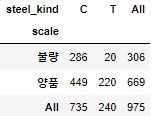 steel_kind C T All
scale
불량 286 20 306
양품 449 220 669
All 735 240 975